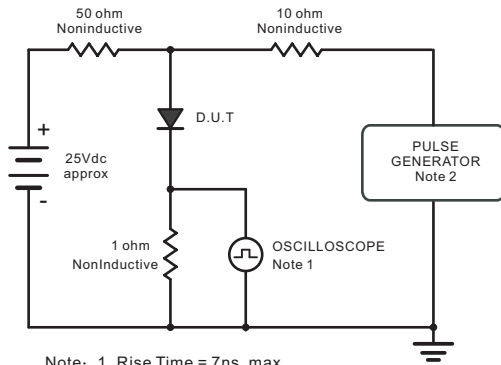 50 ohm
Noninductive
10 ohm
Noninductive
D.U.T
+
25Vdc
approx
-
PULSE
GENERATOR
Note 2
1 ohm
NonInductive
OSCILLOSCOPE
Note 1
Note: 1. Rise Time = 7ns, max.